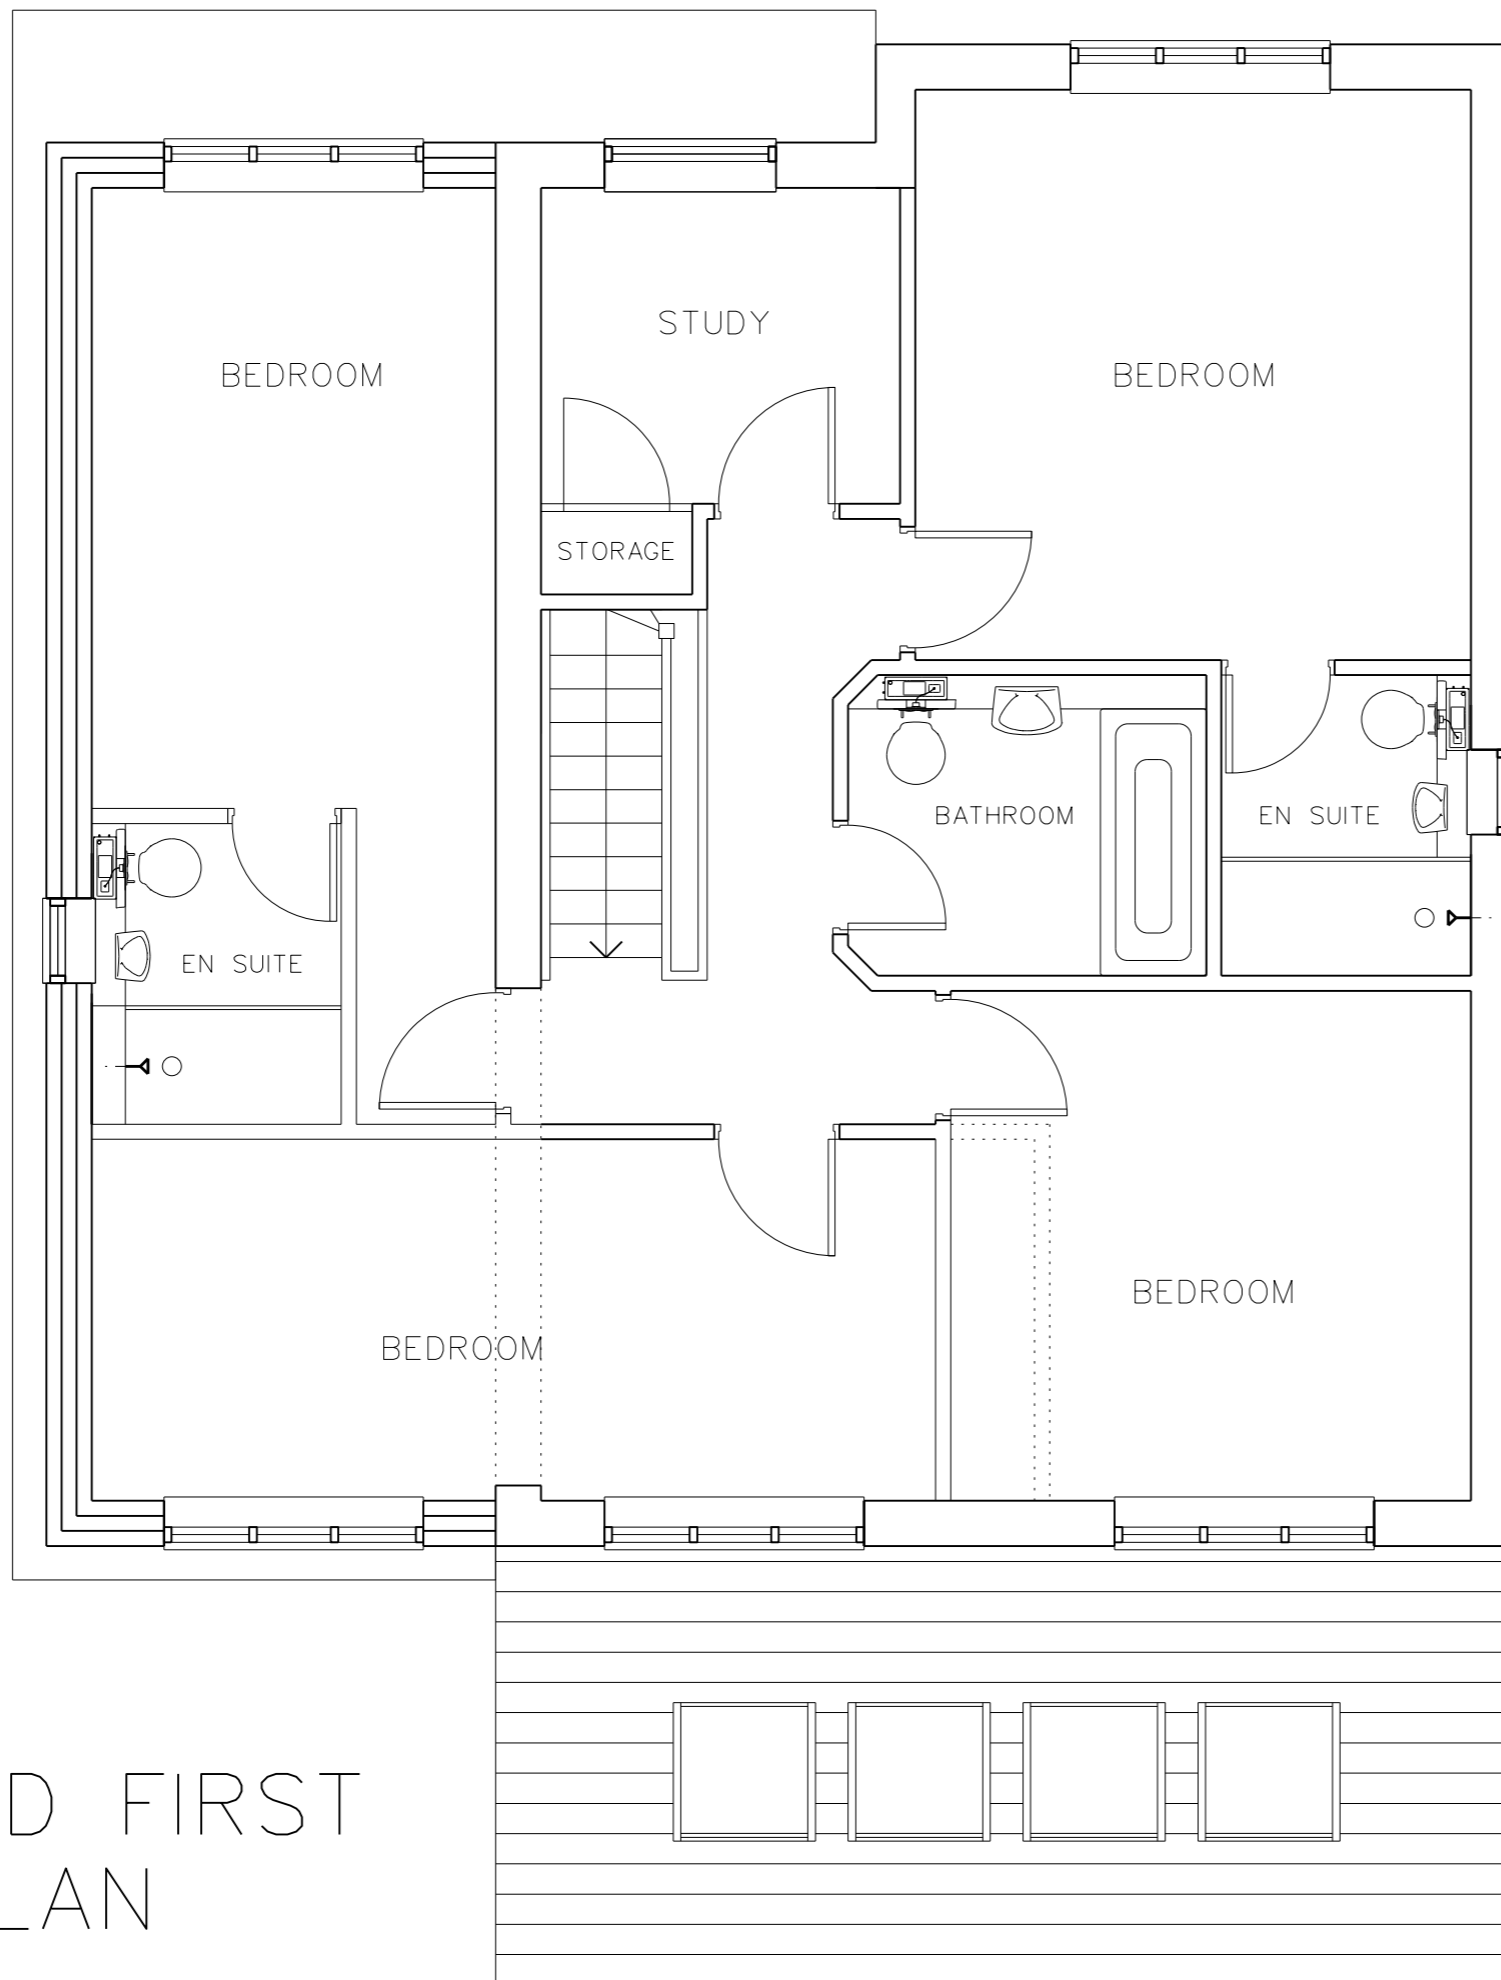 STUDY
BEDROOM
BEDROOM
STORAGE
BATHROOM
EN SUITE
EN SUITE
BEDROOM
BEDROOM
D FIRST
LAN